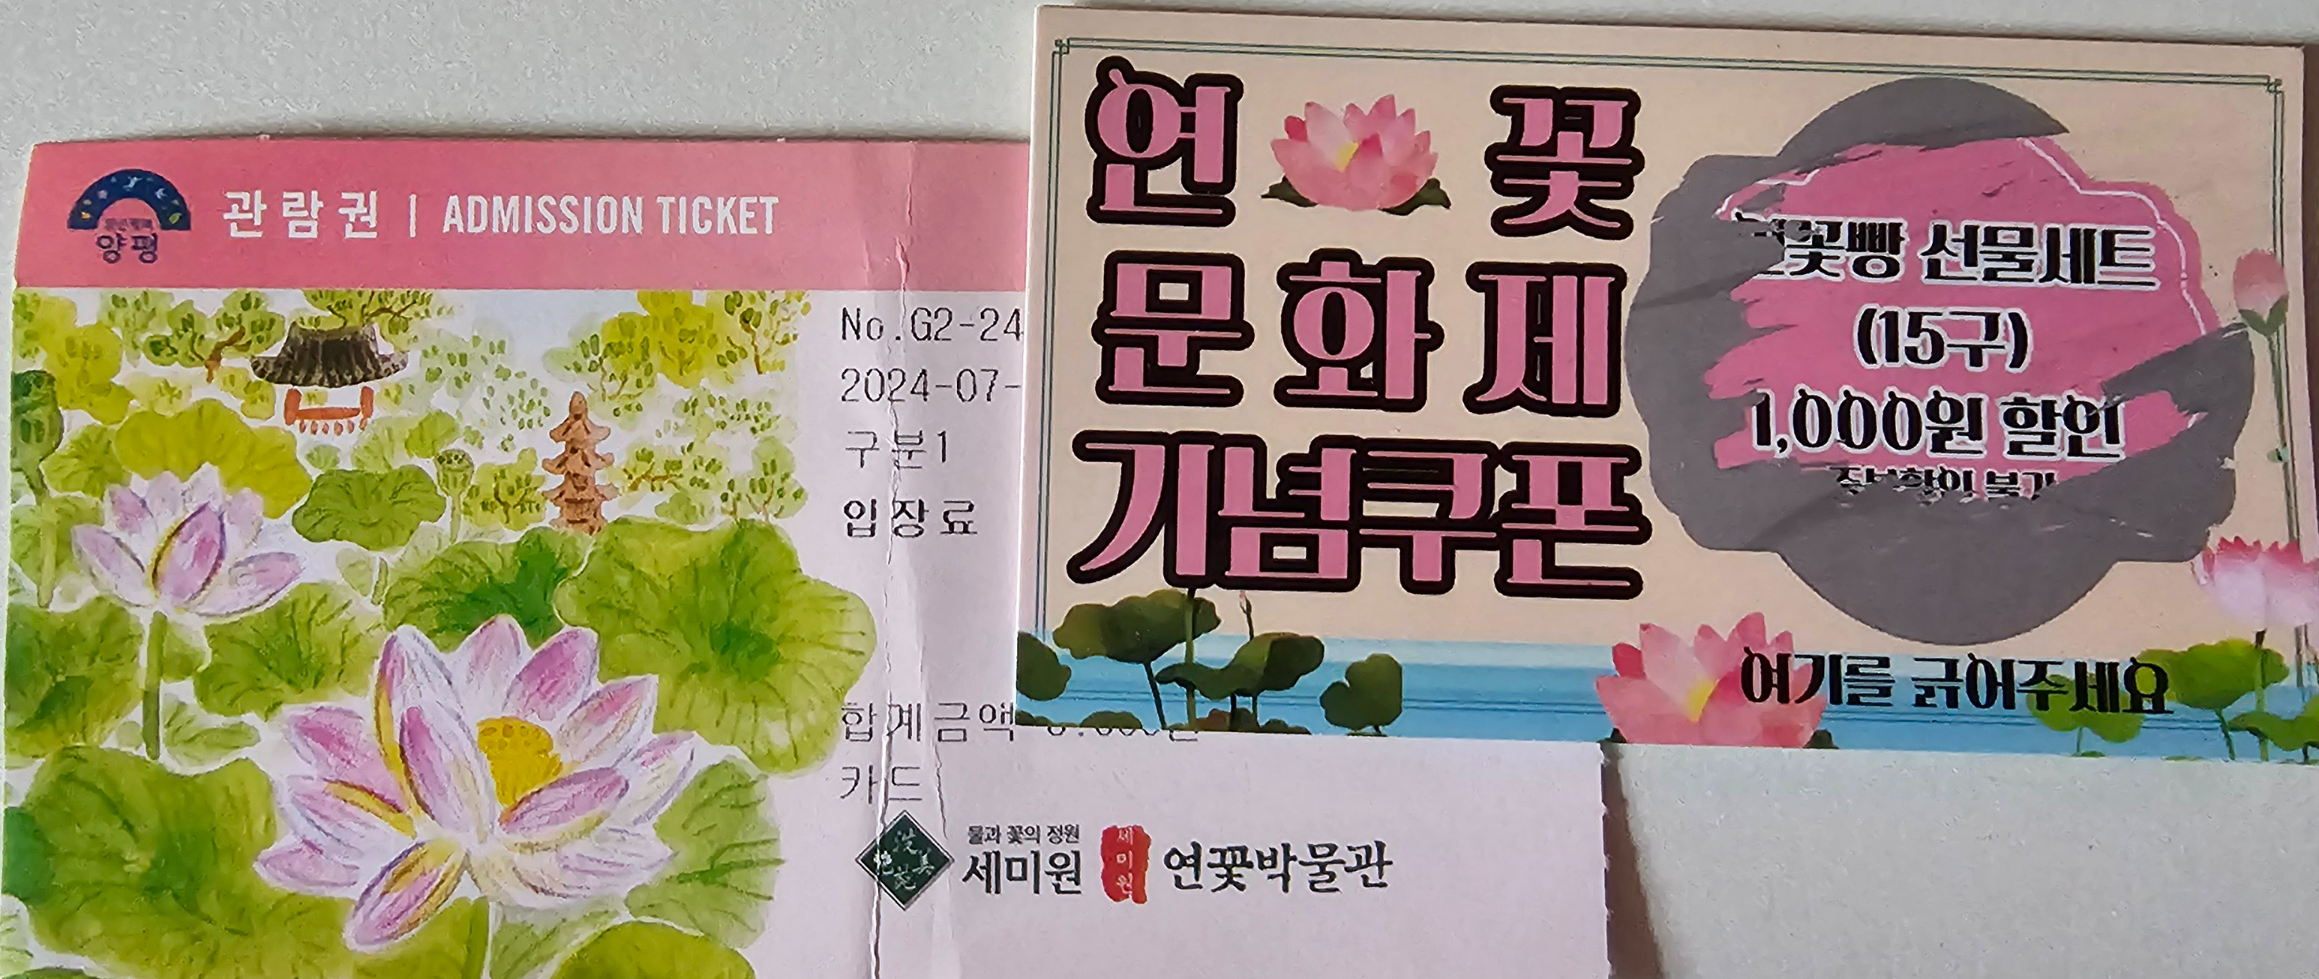 양평
관람권 | ADMISSION TICKET
No.G2-24
2024-07-
구분1
입장료
합계금액
카드
물과 꽃의 정원
세미원
세미원
연꽃박물관
연꽃
문화제
기념쿠폰
선물세트
(15구)
1,000원 할인
여기를 긁어주세요